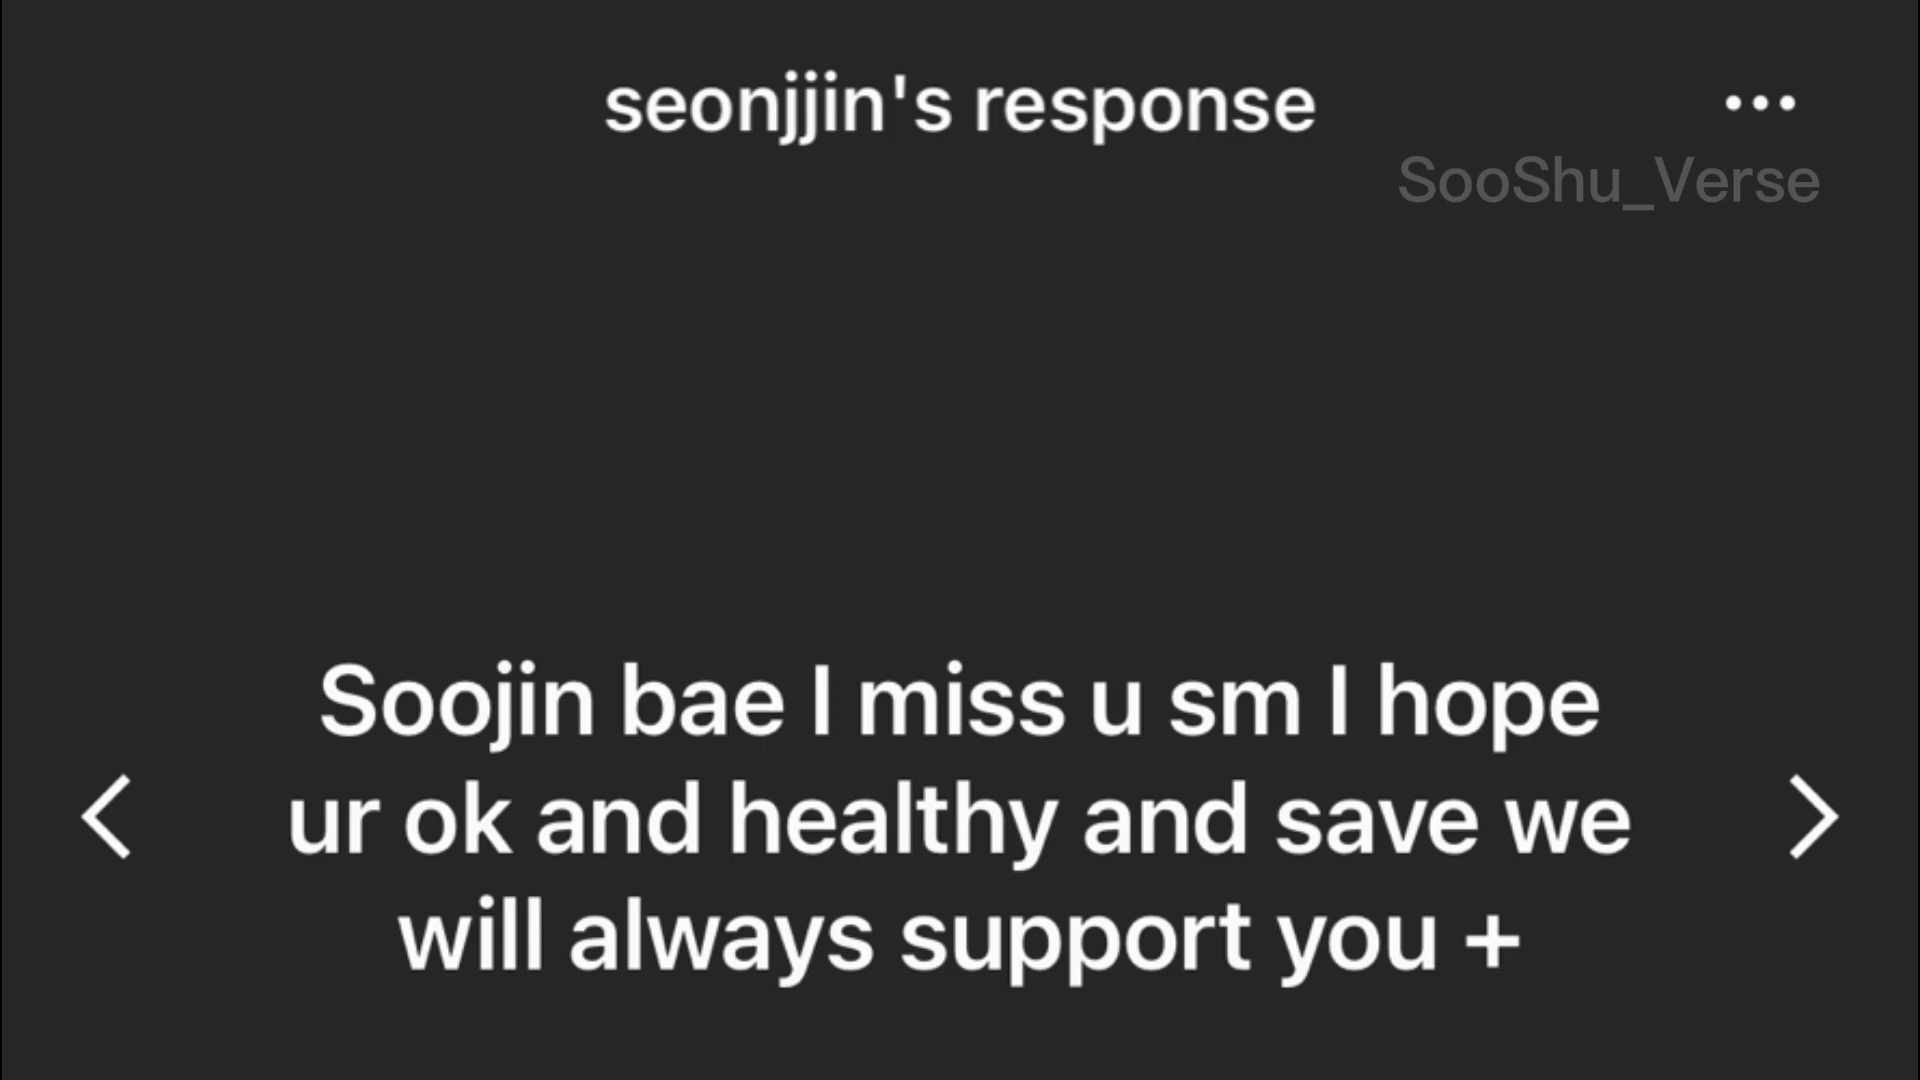 seonjjin's response
SooShu_Verse
Soojin bae I miss u sm I hope
ur ok and healthy and save we
will always support you +